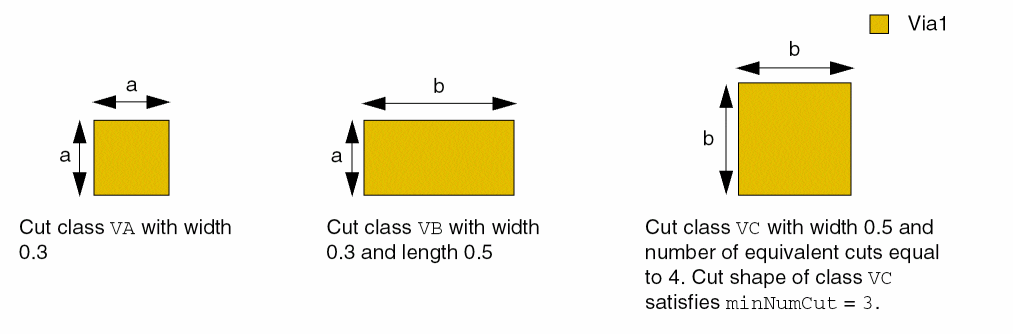 Via1
a
a
Cut class VA with width
0.3
b
a
Cut class VB with width
0.3 and length 0.5
b
b
Cut class VC with width 0.5 and
number of equivalent cuts equal
to 4. Cut shape of class VC
satisfies minNumCut = 3.